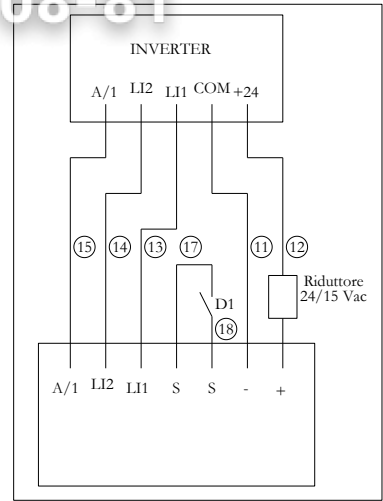 INVERTER
A/1 LI2 LI1 COM +24
15 14 13 17 11 12
Riduttore
24/15 Vac
D1
18
A/1 LI2 LI1 S S - +